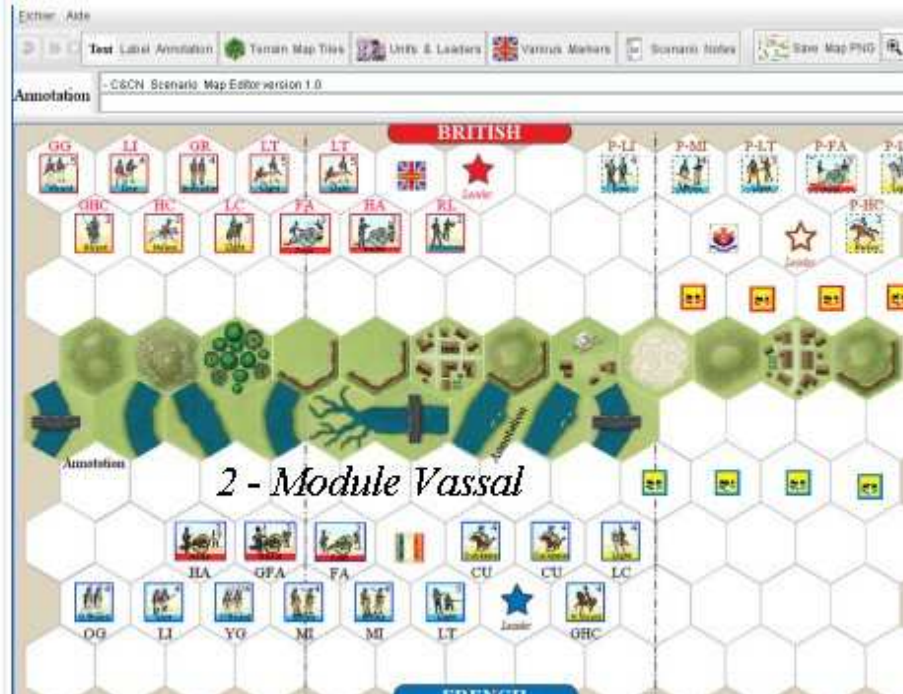 Fichier Aide
Text Label Annotation Terrain Map Tiles Units & Leaders Various Markers Scenario Notes Save Map PNG
Annotation
- C&CN Scenario Map Editor version 1.0
BRITISH
GG LI GR LT LT P-LI P-MI P-LT P-FA
Leader
GHC HC LC FA HA RL P-HC
Leader
Annotation
Annotation
2 - Module Vassal
HA GFA FA CU CU LC
Leader
OG LI YG MI MI LT GHC
FRENCH